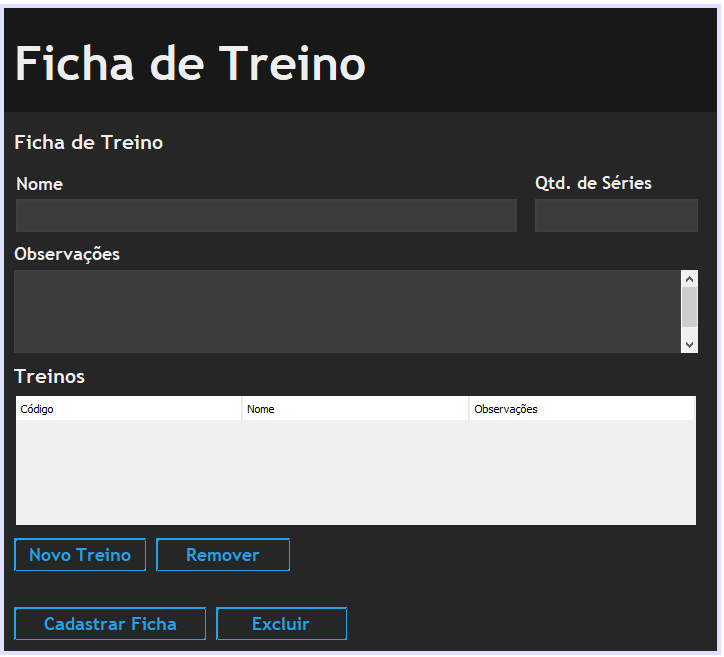 Ficha de Treino
Ficha de Treino
Nome
Qtd. de Séries
Observações
Treinos
Código Nome Observações
Novo Treino Remover
Cadastrar Ficha Excluir